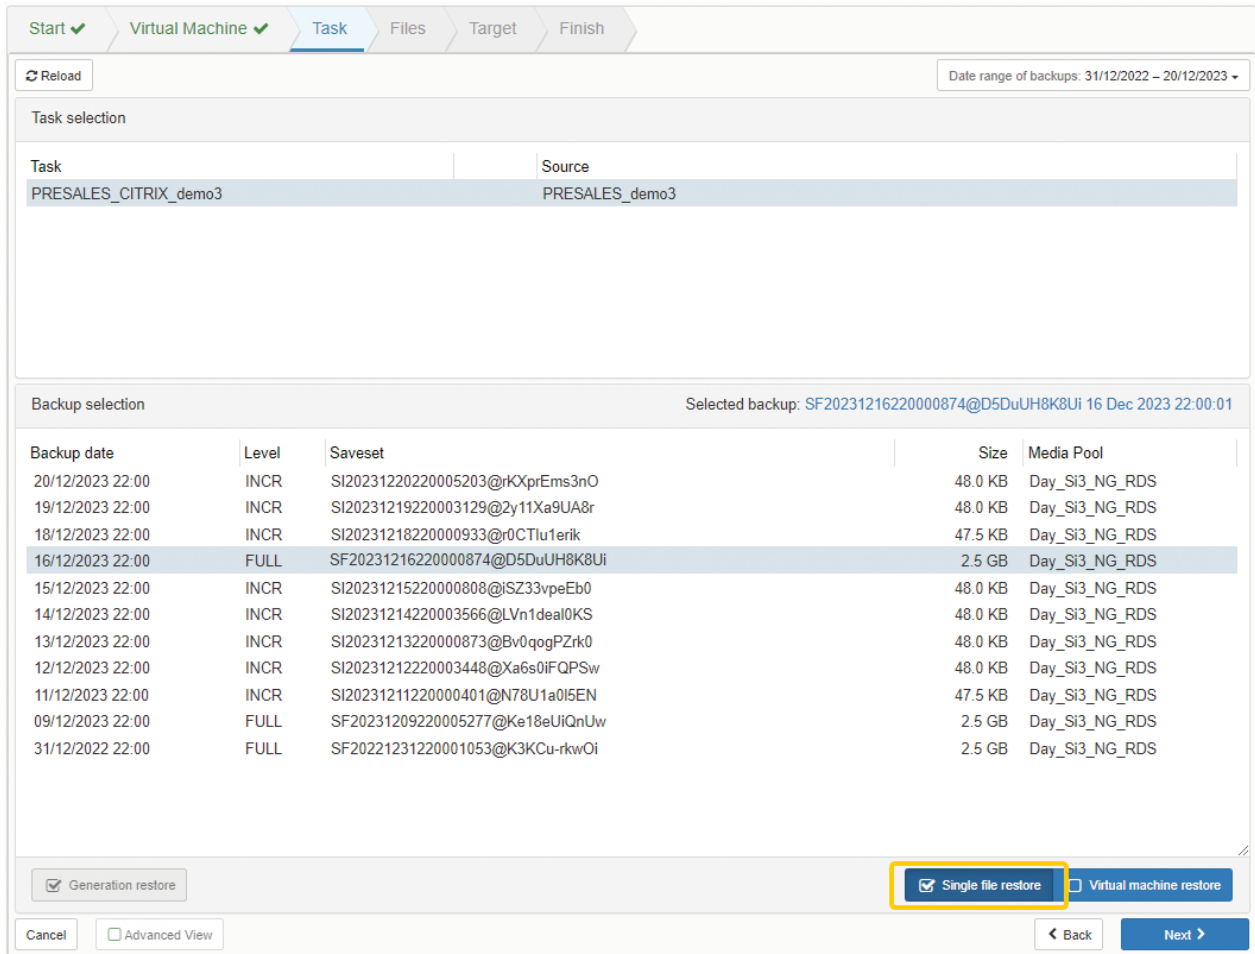 Start Virtual Machine Task Files Target Finish
Reload Date range of backups: 31/12/2022 – 20/12/2023
Task selection
Task Source
PRESALES_CITRIX_demo3 PRESALES_demo3
Backup selection Selected backup: SF20231216220000874@D5DuUH8K8Ui 16 Dec 2023 22:00:01
Backup date Level Saveset Size Media Pool
20/12/2023 22:00 INCR SI20231220220005203@rKXprEms3nO 48.0 KB Day_Si3_NG_RDS
19/12/2023 22:00 INCR SI20231219220003129@2y11Xa9UA8r 48.0 KB Day_Si3_NG_RDS
18/12/2023 22:00 INCR SI20231218220000933@r0CTlu1erik 47.5 KB Day_Si3_NG_RDS
16/12/2023 22:00 FULL SF20231216220000874@D5DuUH8K8Ui 2.5 GB Day_Si3_NG_RDS
15/12/2023 22:00 INCR SI20231215220000808@iSZ33vpeEb0 48.0 KB Day_Si3_NG_RDS
14/12/2023 22:00 INCR SI20231214220003566@LVn1deal0KS 48.0 KB Day_Si3_NG_RDS
13/12/2023 22:00 INCR SI20231213220000873@Bv0qogPZrk0 48.0 KB Day_Si3_NG_RDS
12/12/2023 22:00 INCR SI20231212220003448@Xa6s0iFQPSw 48.0 KB Day_Si3_NG_RDS
11/12/2023 22:00 INCR SI20231211220000401@N78U1a0l5EN 47.5 KB Day_Si3_NG_RDS
09/12/2023 22:00 FULL SF20231209220005277@Ke18eUiQnUw 2.5 GB Day_Si3_NG_RDS
31/12/2022 22:00 FULL SF20221231220001053@K3KCu-rkwOi 2.5 GB Day_Si3_NG_RDS
Generation restore Single file restore Virtual machine restore
Cancel Advanced View Back Next